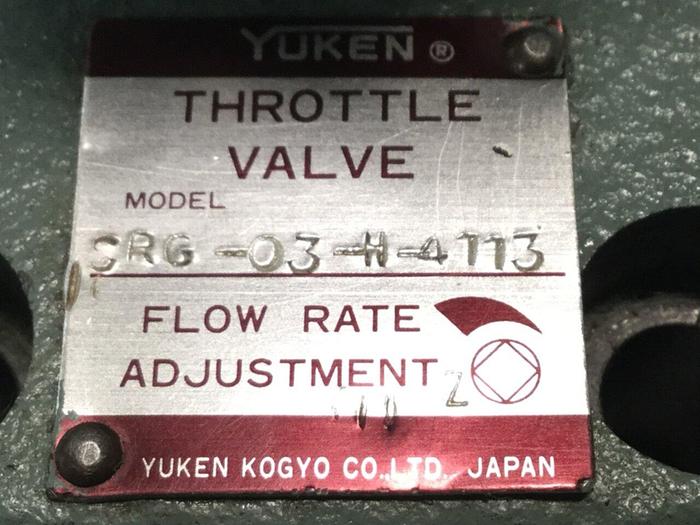 YUKEN ®
THROTTLE
VALVE
MODEL
SRG-03-H-4113
FLOW RATE
ADJUSTMENT
YUKEN KOGYO CO.,LTD. JAPAN